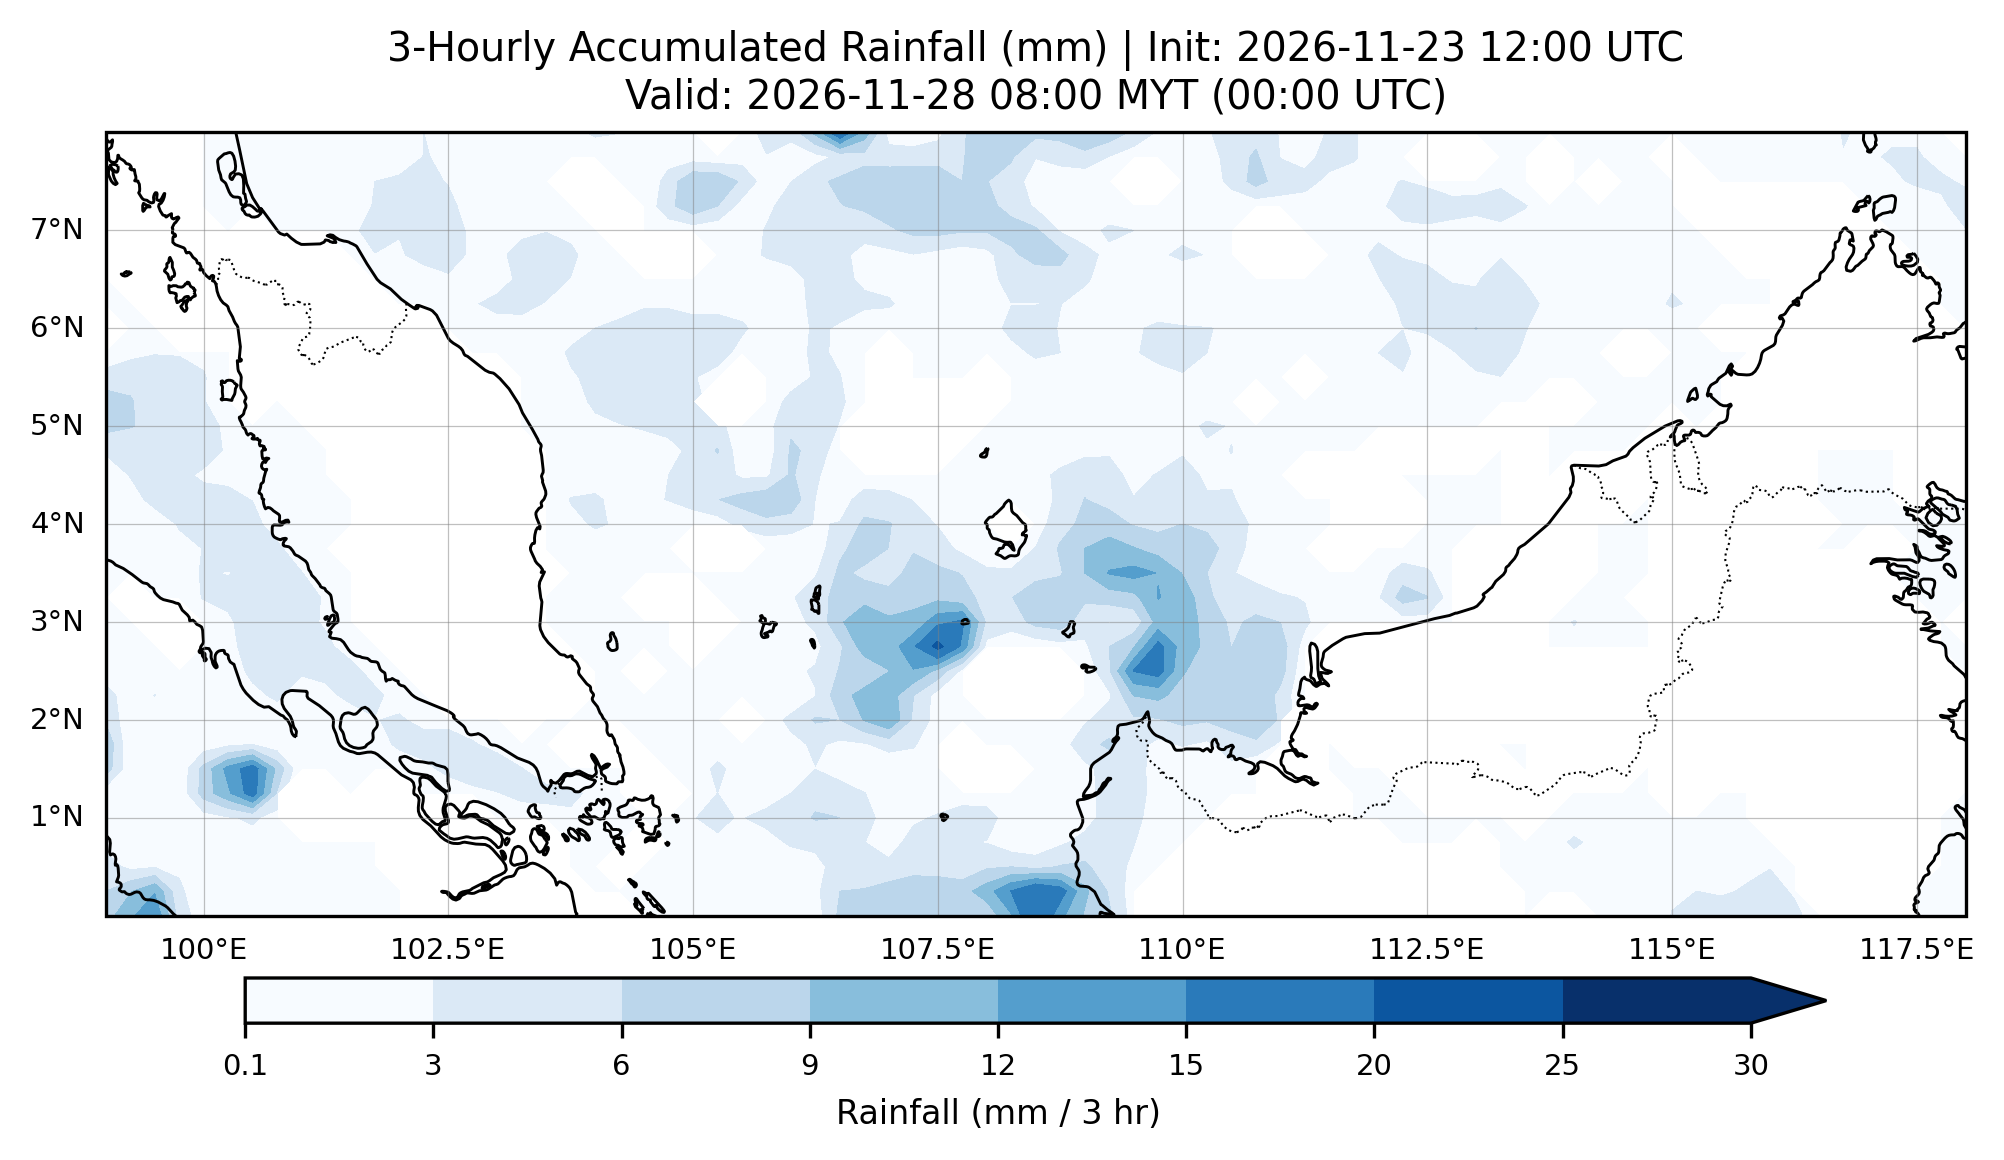 3-Hourly Accumulated Rainfall (mm) | Init: 2026-11-23 12:00 UTC
Valid: 2026-11-28 08:00 MYT (00:00 UTC)
7°N
6°N
5°N
4°N
3°N
2°N
1°N
100°E 102.5°E 105°E 107.5°E 110°E 112.5°E 115°E 117.5°E
0.1 3 6 9 12 15 20 25 30
Rainfall (mm / 3 hr)